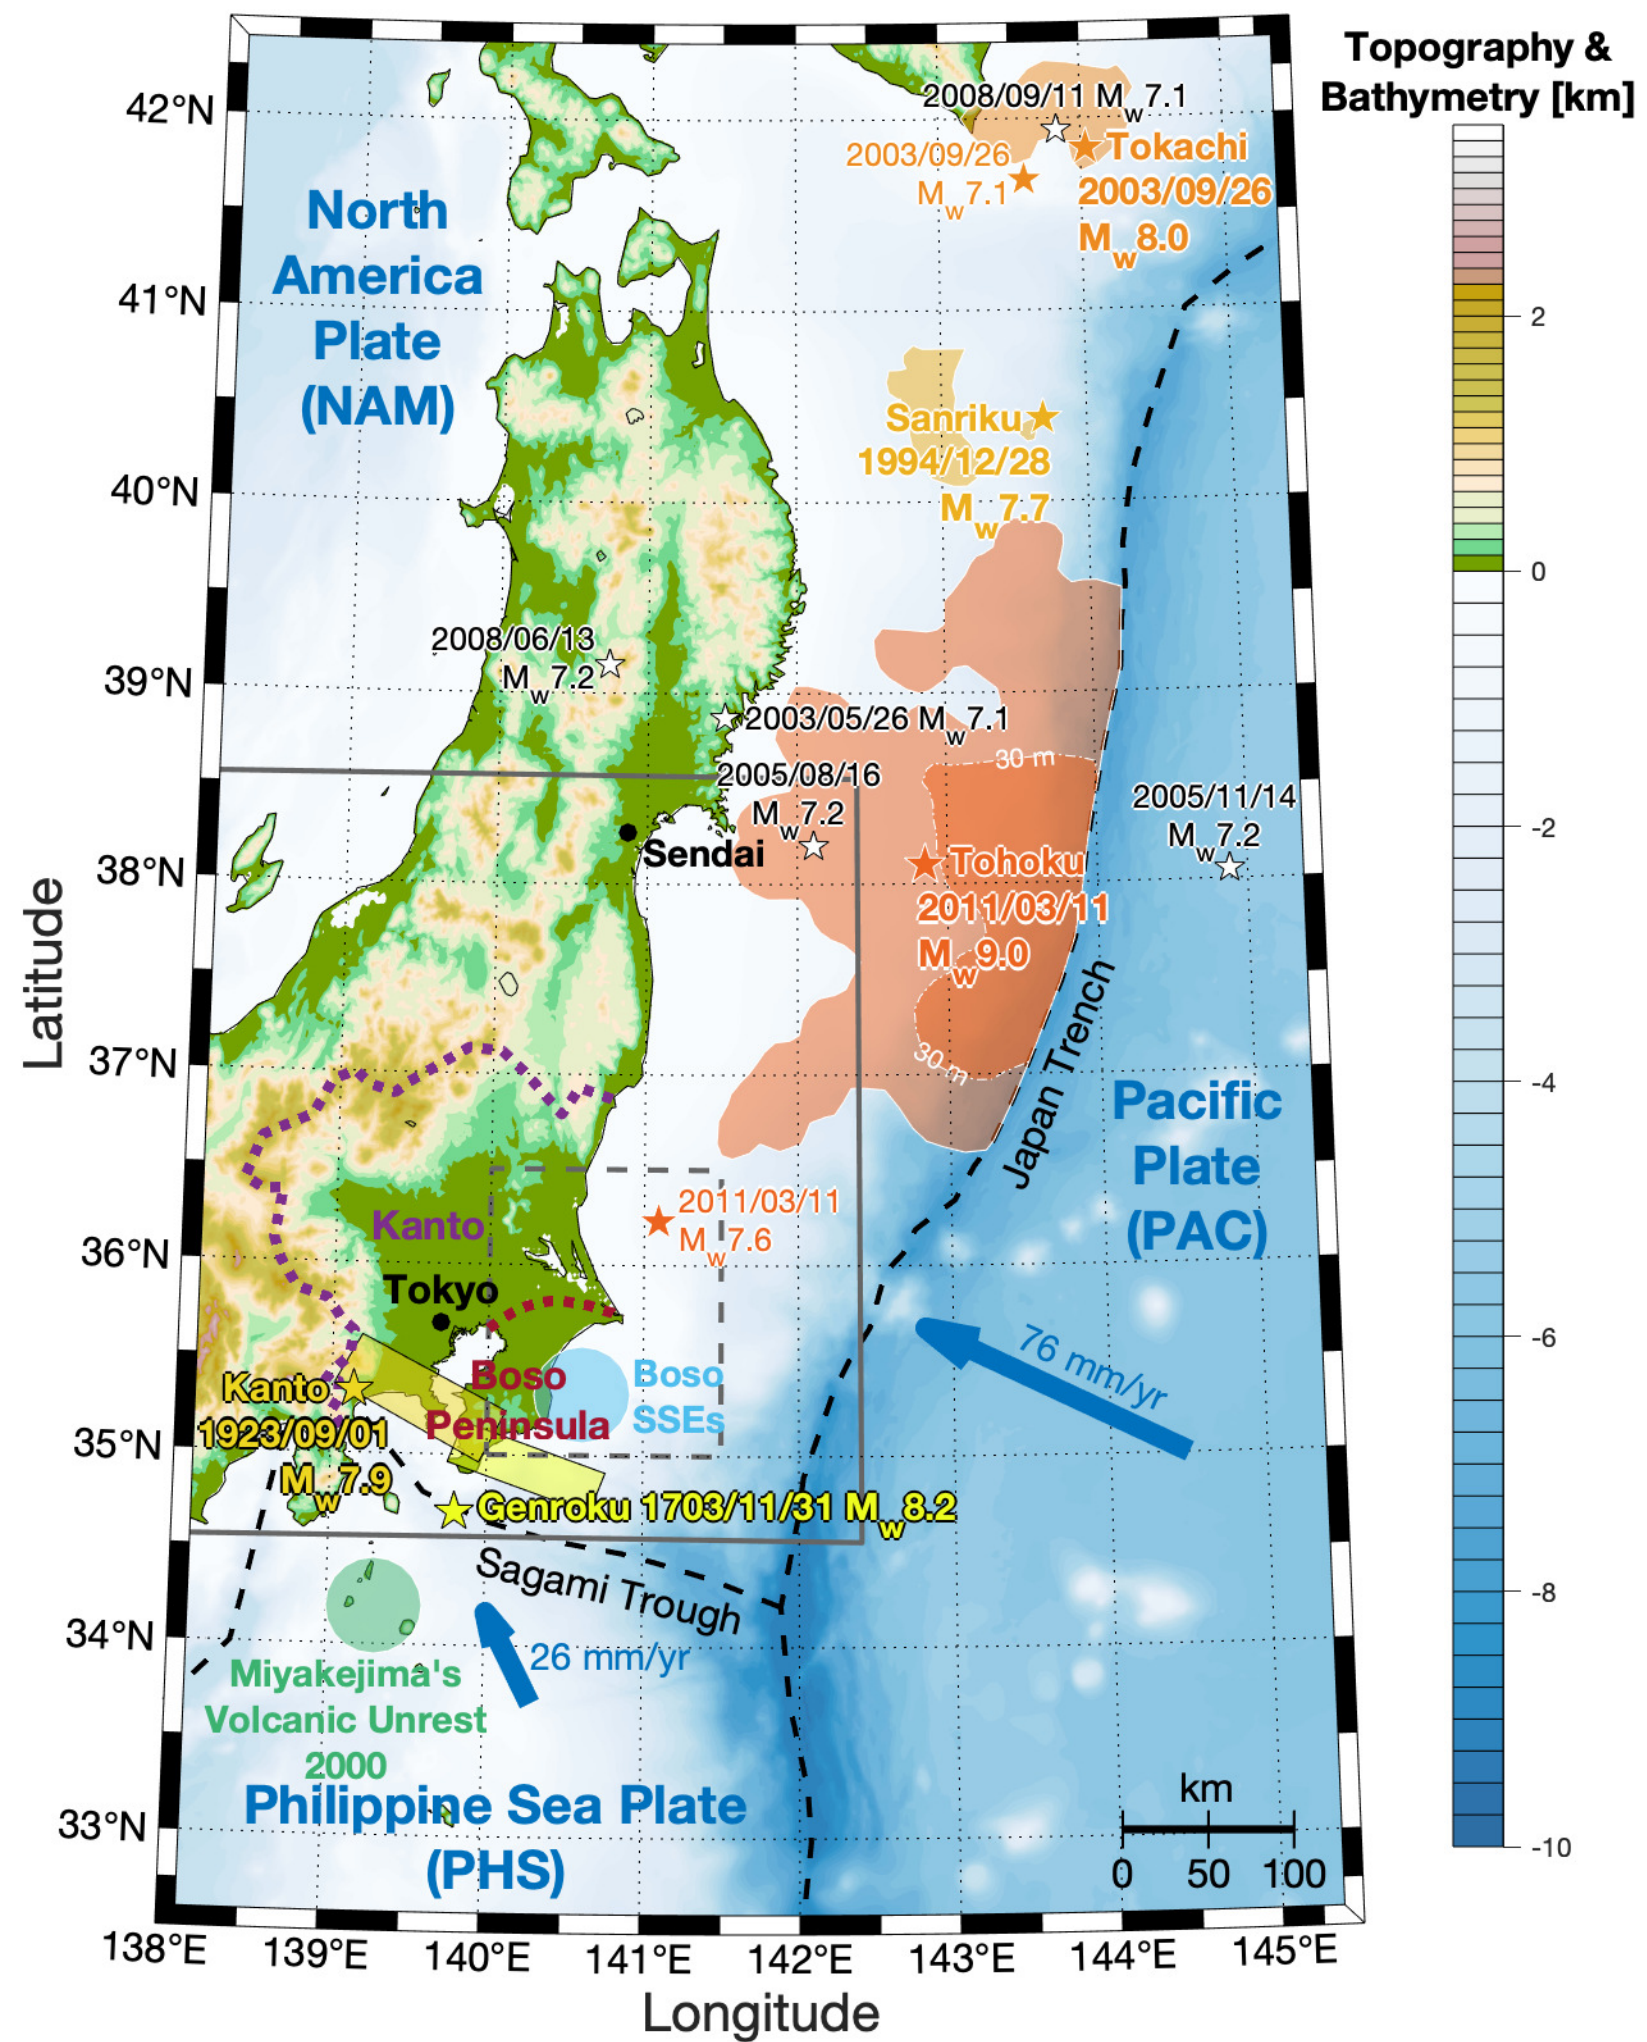 Topography &
Bathymetry [km]
42°N
41°N
40°N
39°N
38°N
37°N
36°N
35°N
34°N
33°N
Latitude
North
America
Plate
(NAM)
2008/09/11 Mw7.1
2003/09/26
Mw7.1
Tokachi
2003/09/26
Mw8.0
Sanriku
1994/12/28
Mw7.7
2008/06/13
Mw7.2
2003/05/26 Mw7.1
30 m
2005/08/16
Mw7.2
2005/11/14
Mw7.2
Sendai
Tohoku
2011/03/11
Mw9.0
30 m
Japan Trench
Pacific
Plate
(PAC)
2011/03/11
Mw7.6
Kanto
Tokyo
76 mm/yr
Boso
Peninsula
Boso
SSEs
Kanto
1923/09/01
Mw7.9
Genroku 1703/11/31 Mw8.2
Sagami Trough
26 mm/yr
Miyakejima's
Volcanic Unrest
2000
Philippine Sea Plate
(PHS)
km
0 50 100
138°E 139°E 140°E 141°E 142°E 143°E 144°E 145°E
Longitude
2
0
-2
-4
-6
-8
-10